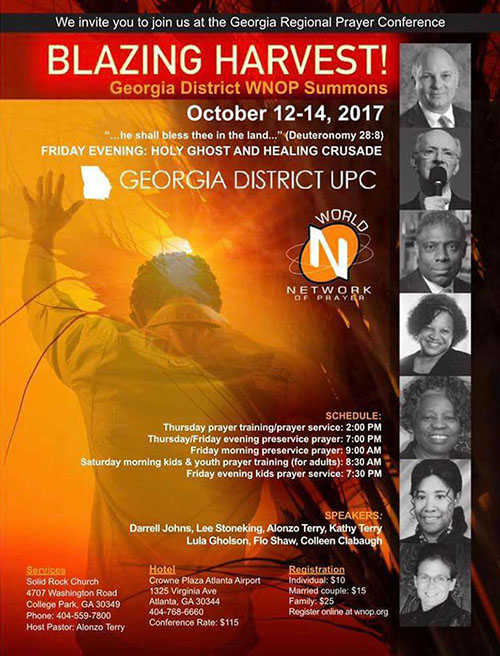 We invite you to join us at the Georgia Regional Prayer Conference
BLAZING HARVEST!
Georgia District WNOP Summons
October 12-14, 2017
"...he shall bless thee in the land..." (Deuteronomy 28:8)
FRIDAY EVENING: HOLY GHOST AND HEALING CRUSADE
GEORGIA DISTRICT UPC
WORLD
N
NETWORK
OF PRAYER
SCHEDULE:
Thursday prayer training/prayer service: 2:00 PM
Thursday/Friday evening preservice prayer: 7:00 PM
Friday morning preservice prayer: 9:00 AM
Saturday morning kids & youth prayer training (for adults): 8:30 AM
Friday evening kids prayer service: 7:30 PM
SPEAKERS:
Darrell Johns, Lee Stoneking, Alonzo Terry, Kathy Terry
Lula Gholson, Flo Shaw, Colleen Clabaugh
Services
Solid Rock Church
4707 Washington Road
College Park, GA 30349
Phone: 404-559-7800
Host Pastor: Alonzo Terry
Hotel
Crowne Plaza Atlanta Airport
1325 Virginia Ave
Atlanta, GA 30344
404-768-6660
Conference Rate: $115
Registration
Individual: $10
Married couple: $15
Family: $25
Register online at wnop.org